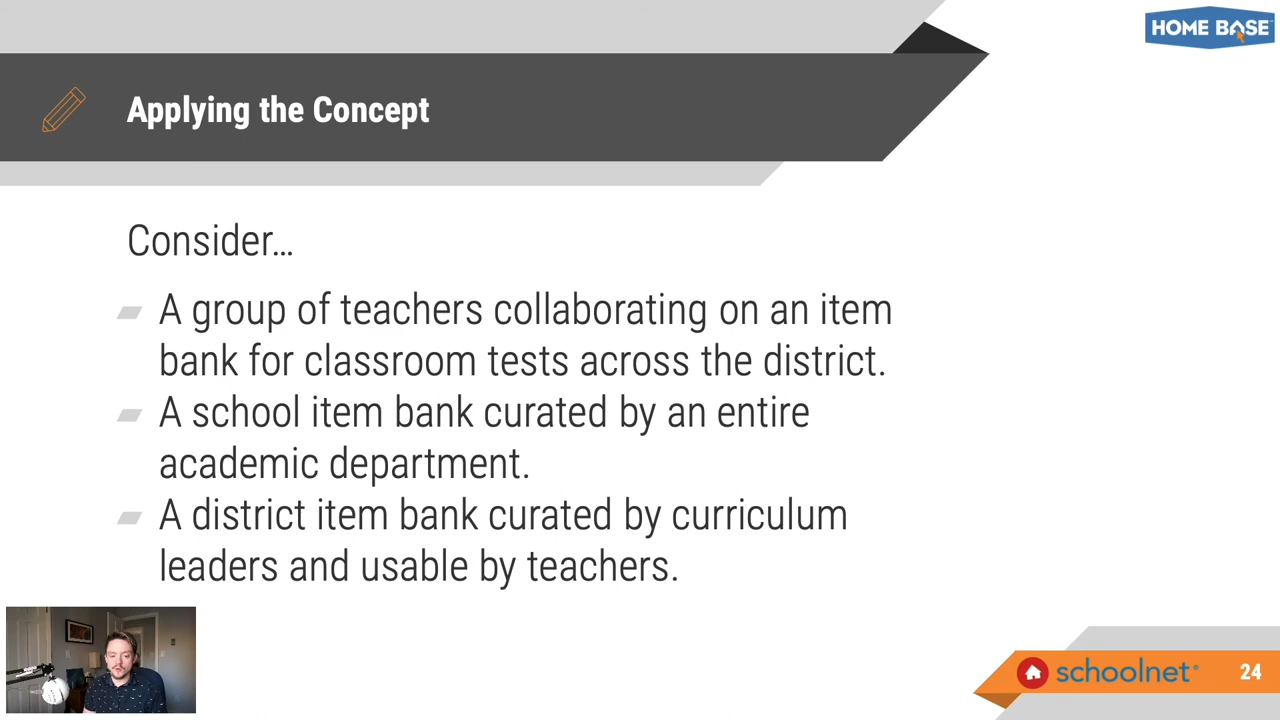 HOME BASE
Applying the Concept
Consider…
A group of teachers collaborating on an item
bank for classroom tests across the district.
A school item bank curated by an entire
academic department.
A district item bank curated by curriculum
leaders and usable by teachers.
schoolnet®
24